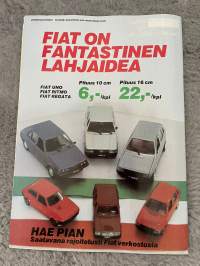 FIAT ON
FANTASTINEN
LAHJAIDEA
FIAT UNO
FIAT RITMO
FIAT REGATA
Pituus 10 cm
6,-/kpl
Pituus 16 cm
22,-/kpl
HAE PIAN
Saatavana rajoitetusti Fiat verkostosta